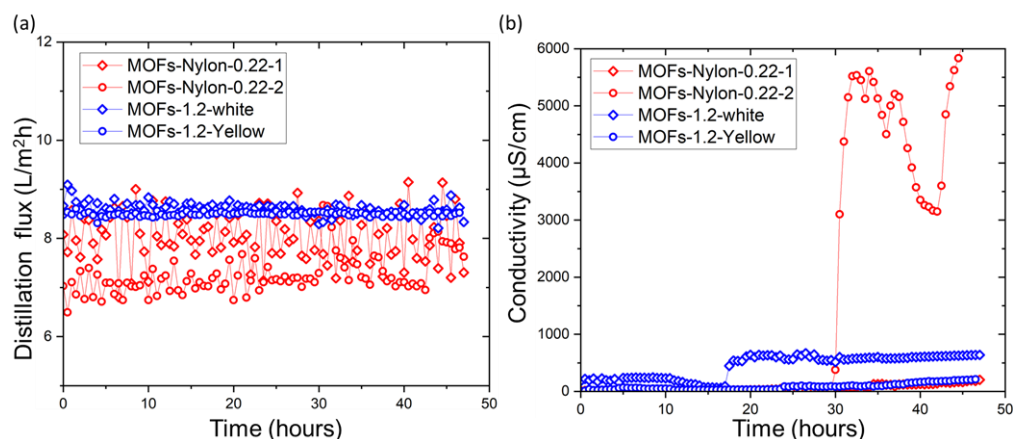 (a)
12
10
8
6
Distillation flux (L/m²h)
MOFs-Nylon-0.22-1
MOFs-Nylon-0.22-2
MOFs-1.2-white
MOFs-1.2-Yellow
0 10 20 30 40 50
Time (hours)
(b)
6000
5000
4000
3000
2000
1000
0
Conductivity (µS/cm)
MOFs-Nylon-0.22-1
MOFs-Nylon-0.22-2
MOFs-1.2-white
MOFs-1.2-Yellow
0 10 20 30 40 50
Time (hours)